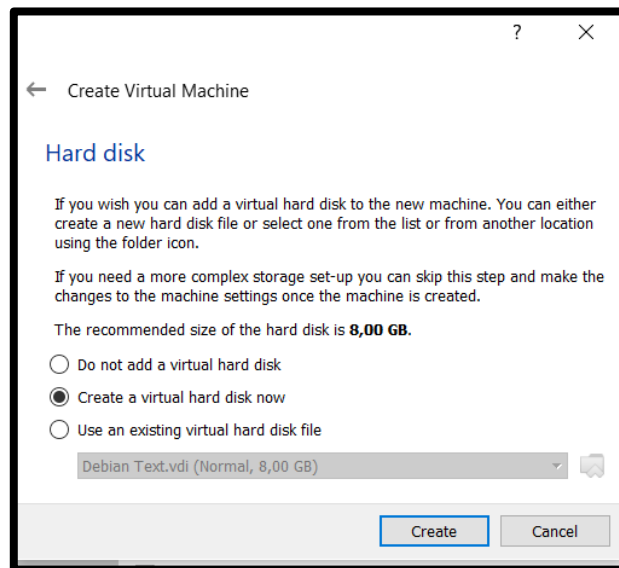 ?
Create Virtual Machine
Hard disk
If you wish you can add a virtual hard disk to the new machine. You can either
create a new hard disk file or select one from the list or from another location
using the folder icon.
If you need a more complex storage set-up you can skip this step and make the
changes to the machine settings once the machine is created.
The recommended size of the hard disk is 8,00 GB.
Do not add a virtual hard disk
Create a virtual hard disk now
Use an existing virtual hard disk file
Debian Text.vdi (Normal, 8,00 GB)
Create Cancel